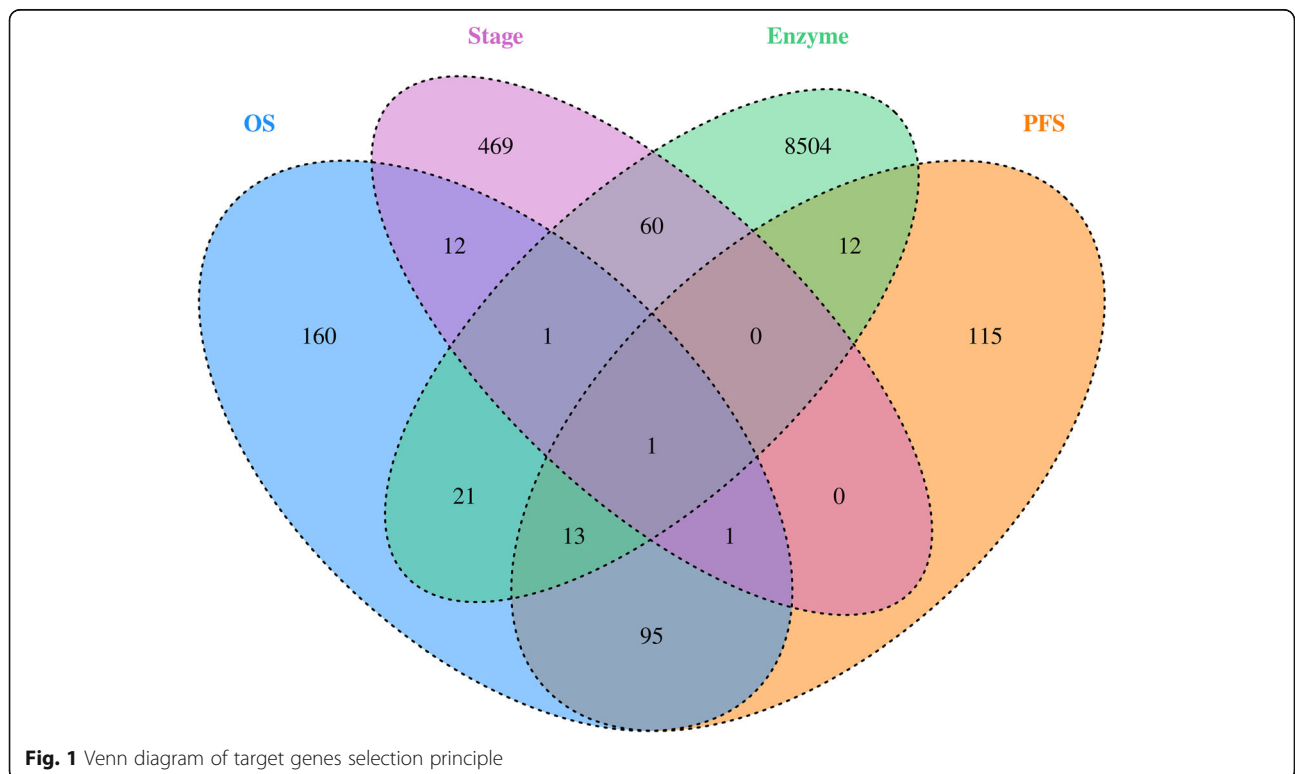 Stage Enzyme
OS PFS
469 8504
12 60 12
160 1 0 115
1
21 0
13 1
95
Fig. 1 Venn diagram of target genes selection principle